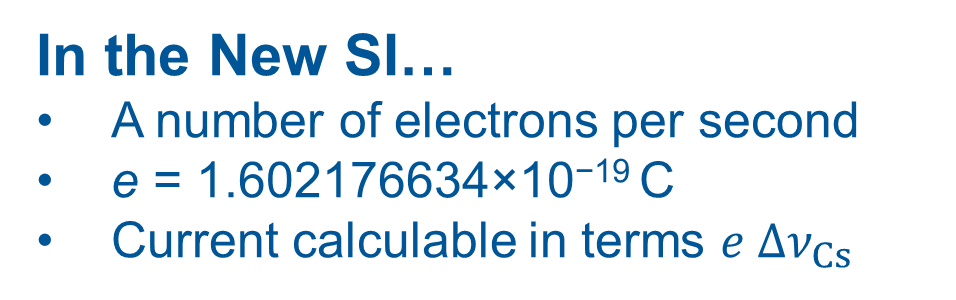 In the New SI…
• A number of electrons per second
• e = 1.602176634×10⁻¹⁹ C
• Current calculable in terms e Δν_Cs